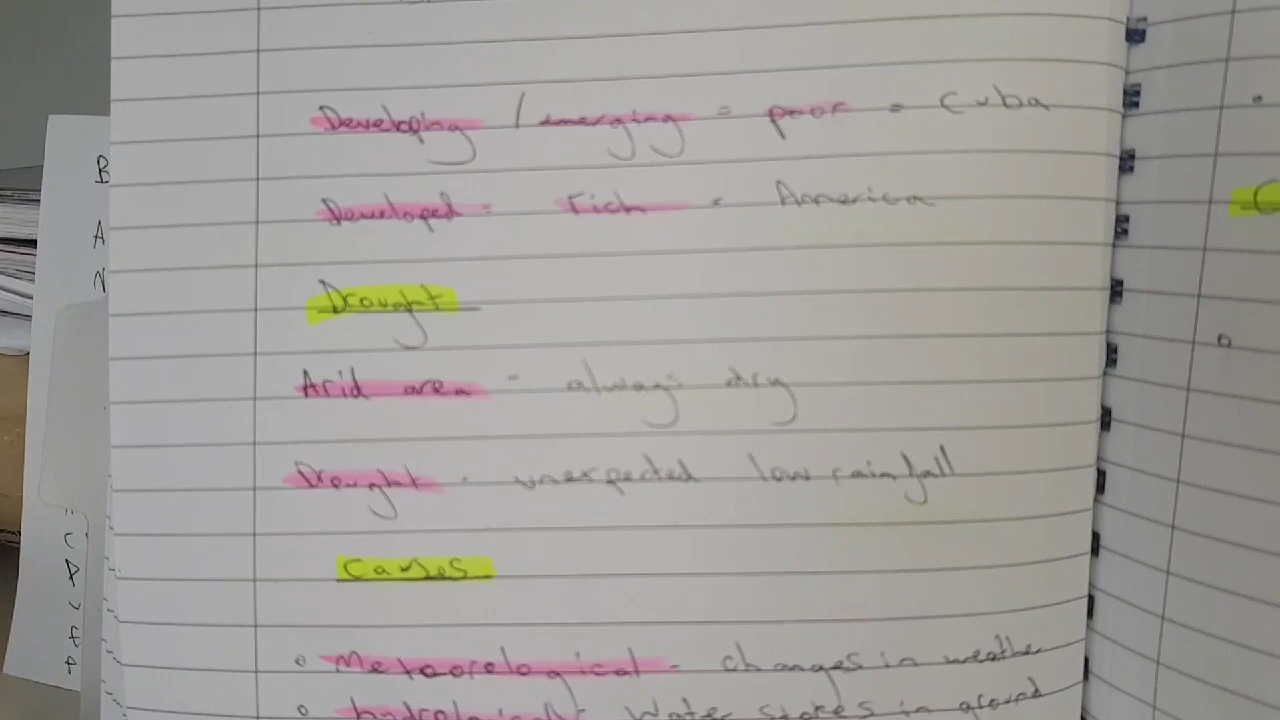 Developing / emerging = poor = Cuba
Developed = rich = America
Drought
Arid area - always dry
Drought - unexpected low rainfall
Causes
Meteorological - changes in weather
hydrological Water stores in ground
B
A
N